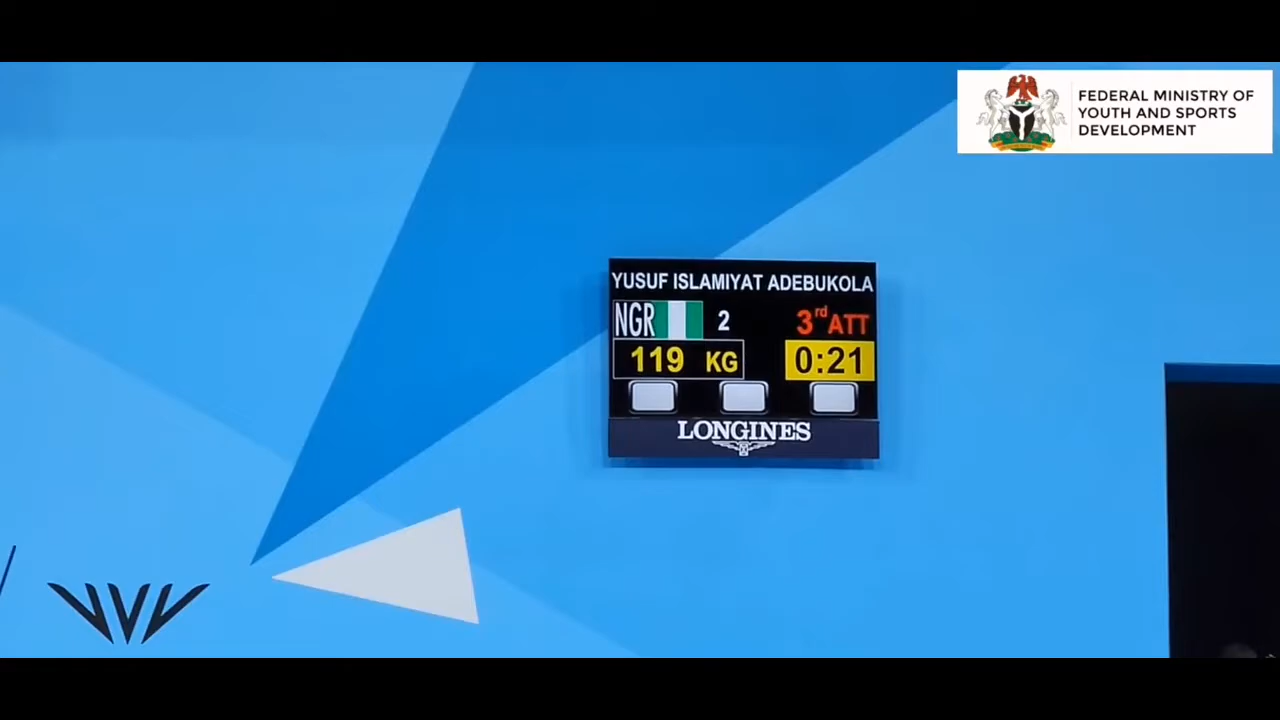 FEDERAL MINISTRY OF
YOUTH AND SPORTS
DEVELOPMENT
YUSUF ISLAMIYAT ADEBUKOLA
NGR 2 3rd ATT
119 KG 0:21
LONGINES